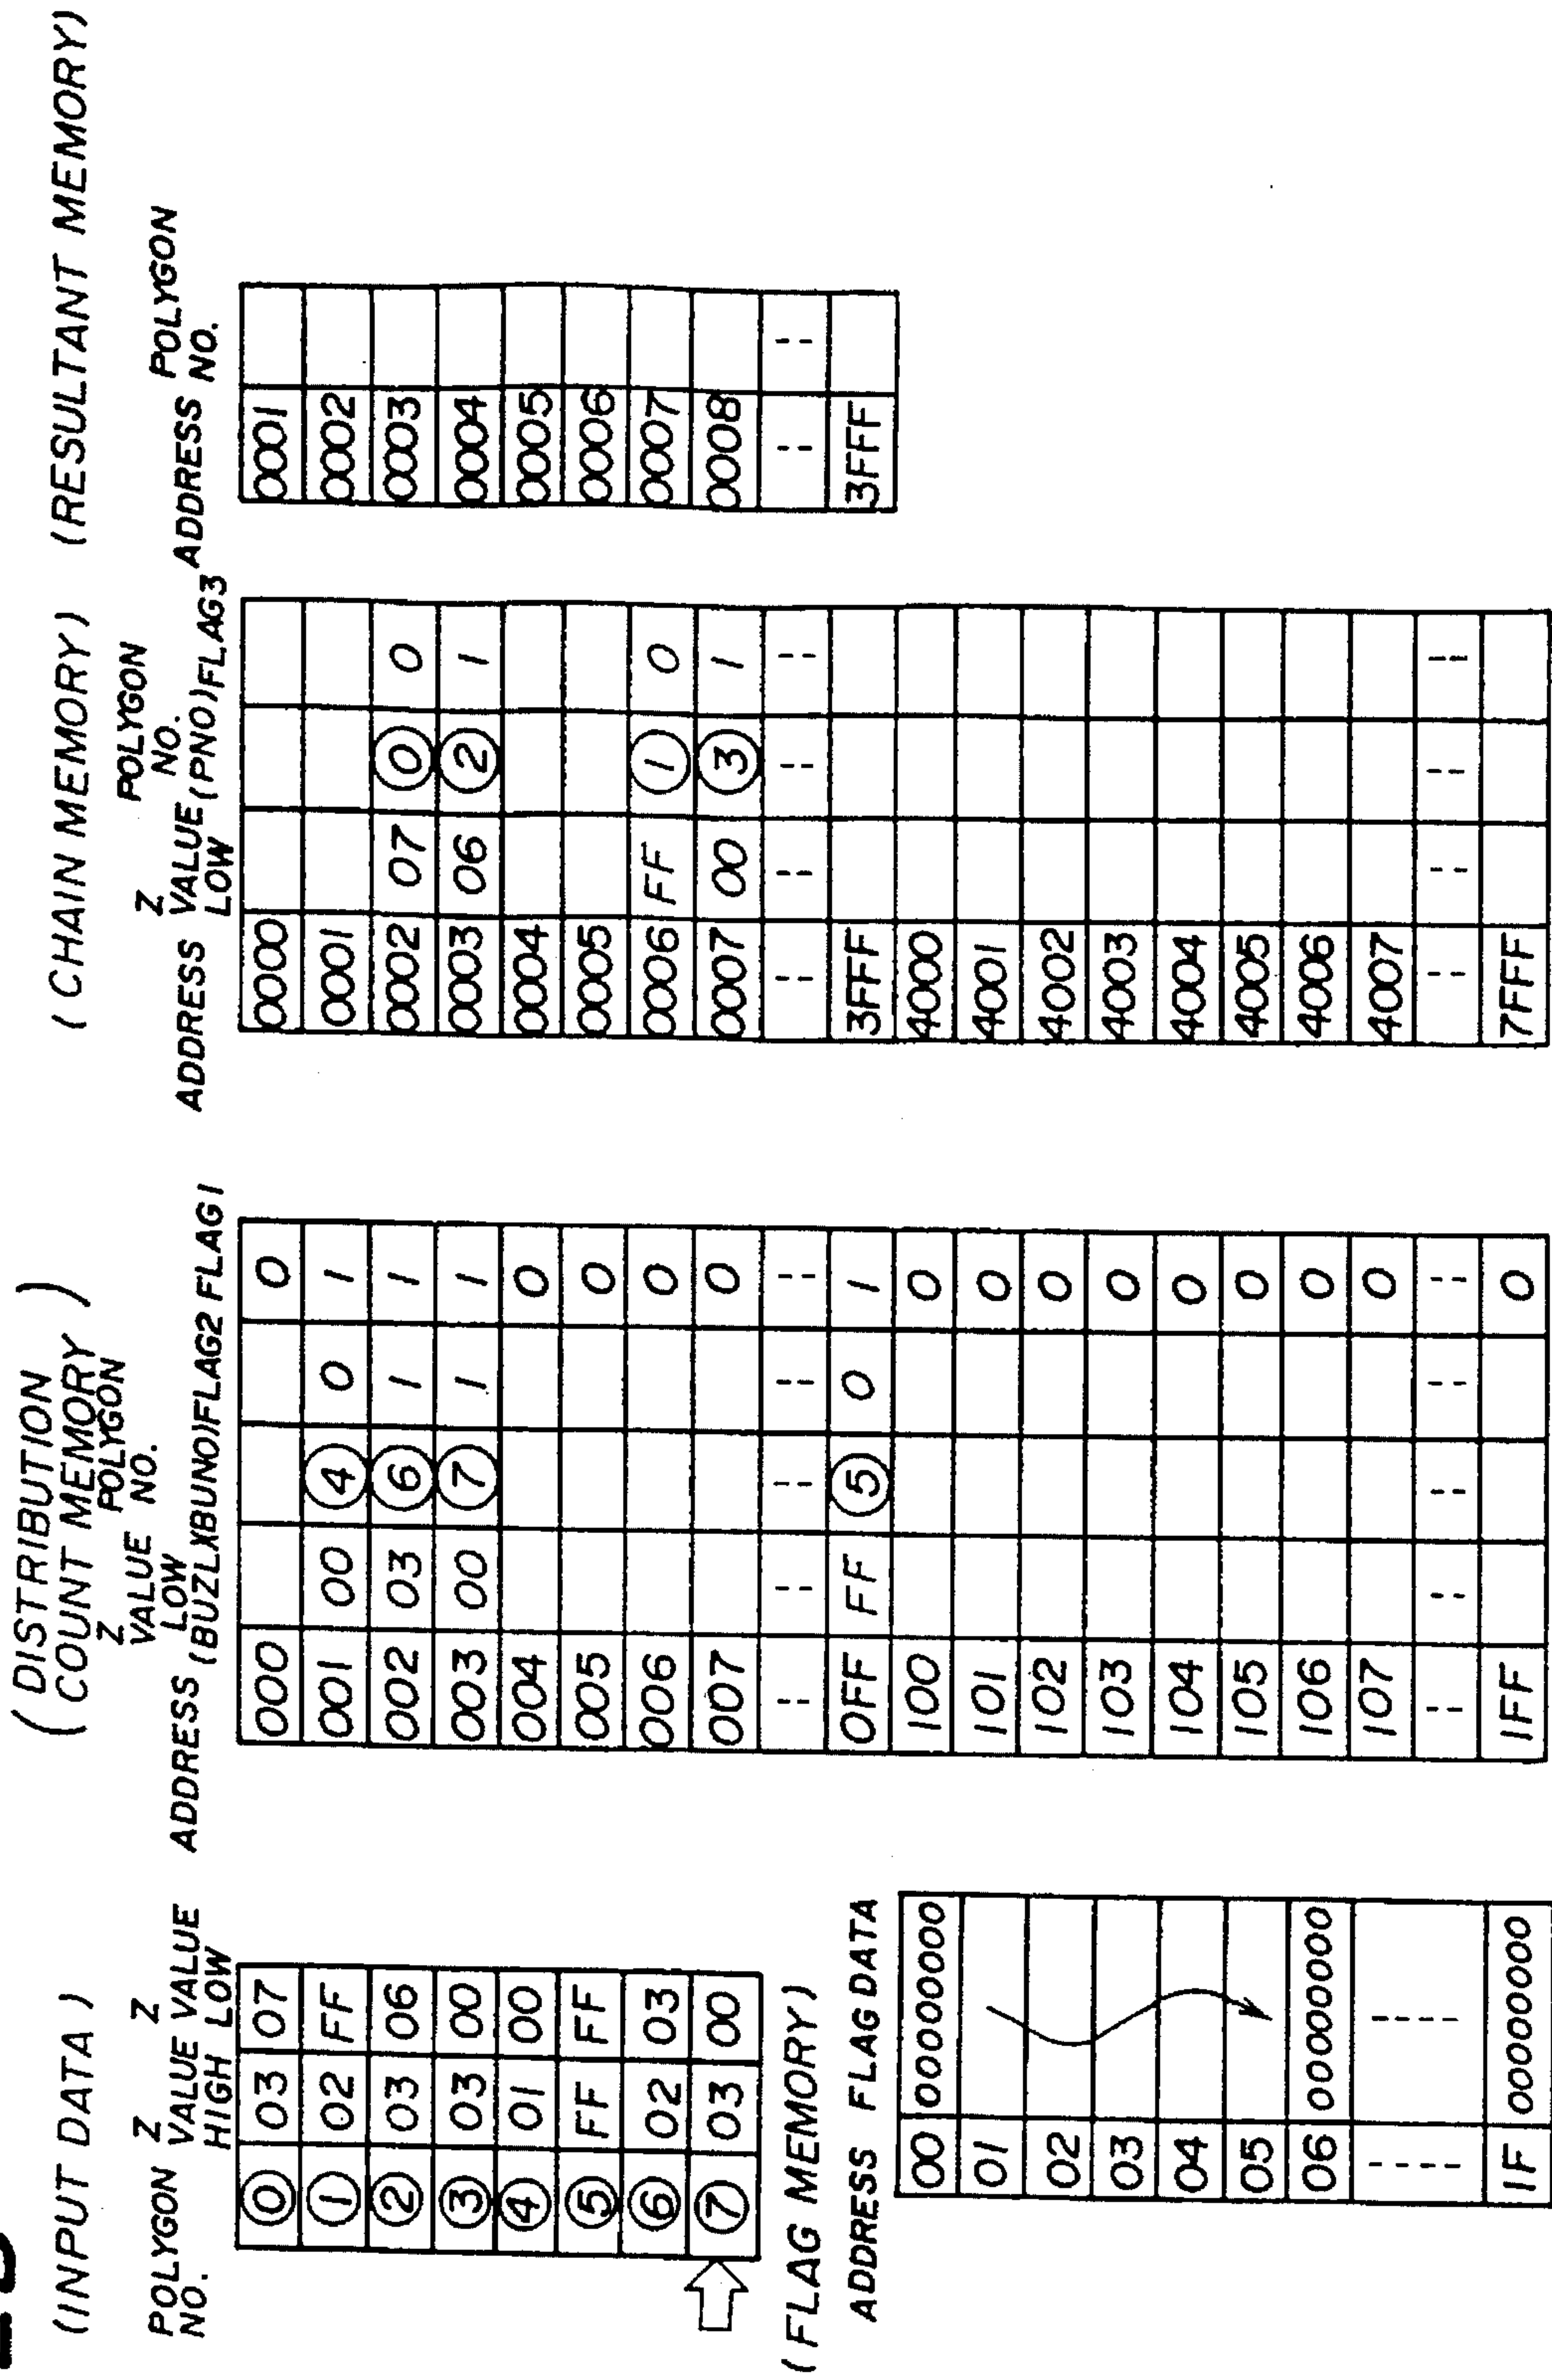 (INPUT DATA)
POLYGON NO. Z VALUE HIGH Z VALUE LOW
0 03 07
1 02 FF
2 03 06
3 03 00
4 01 00
5 FF FF
6 02 03
7 03 00
(FLAG MEMORY)
ADDRESS FLAG DATA
00 00000000
01
02
03
04
05
06 00000000
---- ----
1F 00000000
(DISTRIBUTION
COUNT MEMORY)
ADDRESS Z VALUE LOW (BUZL) POLYGON NO. (BUNO) FLAG2 FLAG1
000 0
001 00 4 0 1
002 03 6 1 1
003 00 7 1 1
004 0
005 0
006 0
007 0
-- -- -- -- --
0FF FF 5 0 1
100 0
101 0
102 0
103 0
104 0
105 0
106 0
107 0
-- -- -- -- --
1FF 0
(CHAIN MEMORY)
ADDRESS Z VALUE LOW POLYGON NO. (PNO) FLAG3
0000
0001
0002 07 0 0
0003 06 2 1
0004
0005
0006 FF 1 0
0007 00 3 1
-- -- -- --
3FFF
4000
4001
4002
4003
4004
4005
4006
4007
-- -- -- --
7FFF
(RESULTANT MEMORY)
ADDRESS POLYGON NO.
0001
0002
0003
0004
0005
0006
0007
0008
-- --
3FFF